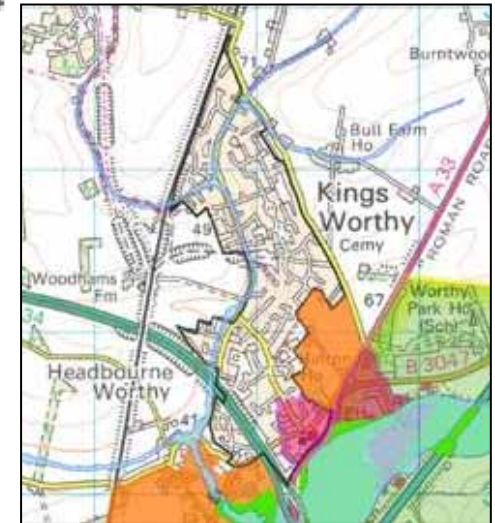 71
Burntwood
Fm
Bull Farm
Ho
A 33
ROMAN ROAD
Kings
Worthy
Cemy
49
Woodhams
Fm
67
Worthy
Park Ho
(Sch)
34
B 3047
Headbourne
Worthy
41